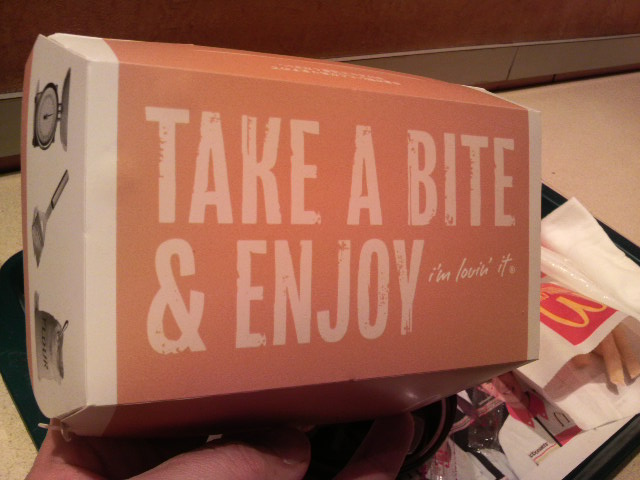 TAKE A BITE
& ENJOY
i'm lovin' it®